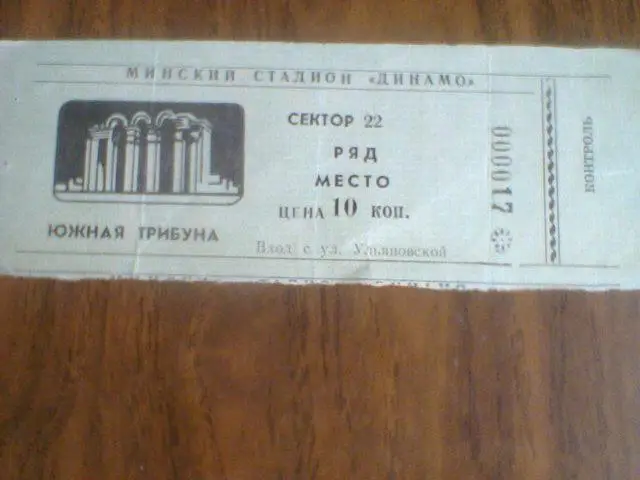 МИНСКИЙ СТАДИОН «ДИНАМО»
СЕКТОР 22
РЯД
МЕСТО
ЦЕНА 10 КОП.
ЮЖНАЯ ТРИБУНА
Вход с ул. Ульяновской
000017
КОНТРОЛЬ